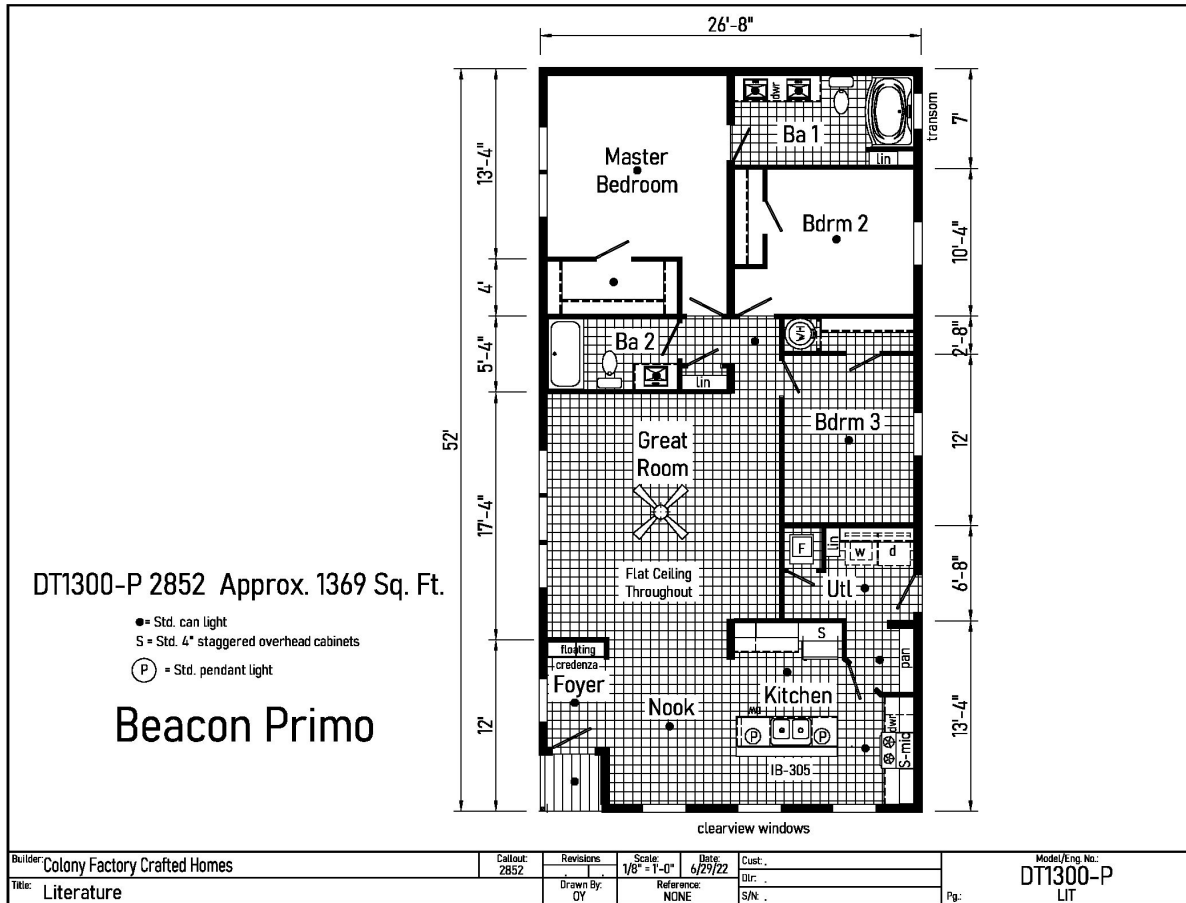 26'-8"
13'-4"
4'
5'-4"
17'-4"
12'
52'
7'
10'-4"
2'-8"
12'
6'-8"
13'-4"
transom
dwr
Ba 1
lin
Master
Bedroom
Bdrm 2
Ba 2
WH
lin
Bdrm 3
Great
Room
F
lin
w
d
Utl
Flat Ceiling
Throughout
S
pan
floating
credenza
Foyer
Nook
Kitchen
DW
P
P
IB-305
dwr
S-mic
clearview windows
DT1300-P 2852 Approx. 1369 Sq. Ft.
= Std. can light
S = Std. 4" staggered overhead cabinets
P = Std. pendant light
Beacon Primo
Builder: Colony Factory Crafted Homes
Title: Literature
Callout:
2852
Revisions
Scale:
1/8" = 1'-0"
Date:
6/29/22
Drawn By:
OY
Reference:
NONE
Cust: .
Dlr: .
S/N: .
Model/Eng. No.:
DT1300-P
Pg.: LIT